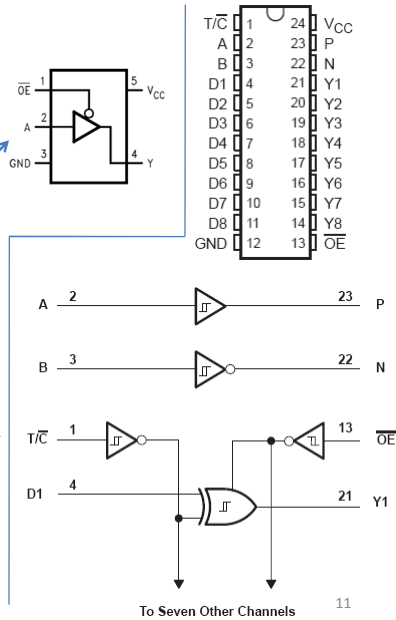 OE
1
5
VCC
A
2
GND
3
4
Y
T/C 1 24 VCC
A 2 23 P
B 3 22 N
D1 4 21 Y1
D2 5 20 Y2
D3 6 19 Y3
D4 7 18 Y4
D5 8 17 Y5
D6 9 16 Y6
D7 10 15 Y7
D8 11 14 Y8
GND 12 13 OE
A 2 23 P
B 3 22 N
T/C 1 13 OE
D1 4 21 Y1
To Seven Other Channels
11